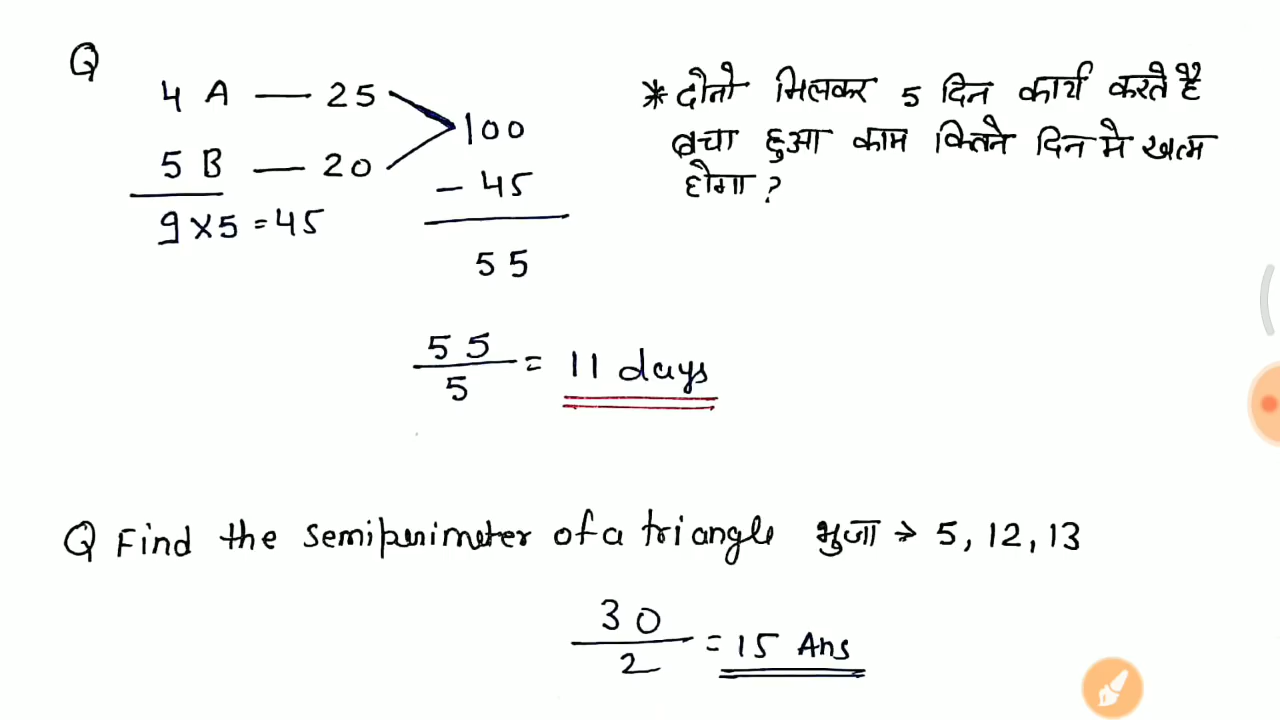 Q
4 A — 25
100
5 B — 20
- 45
9 x 5 = 45
55
* दोनो मिलकर 5 दिन कार्य करते है
बचा हुआ काम कितने दिन मे खत्म
होगा ?
55
5
= 11 days
Q Find the semiperimeter of a triangle भुजा → 5, 12, 13
30
2
= 15 Ans